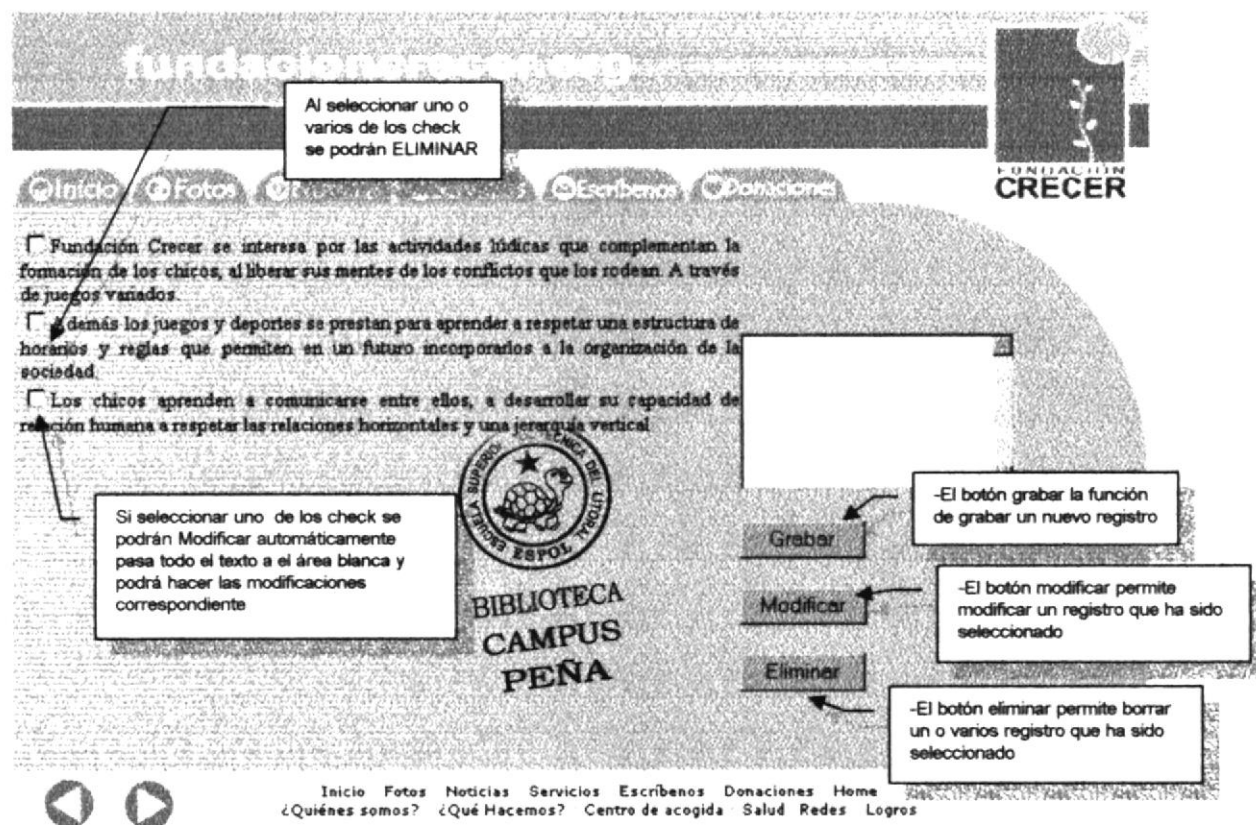 Al seleccionar uno o
varios de los check
se podrán ELIMINAR
FUNDACIÓN
CRECER
Inicio Fotos Escríbenos Donaciones
Fundación Crecer se interesa por las actividades lúdicas que complementan la
formación de los chicos, al liberar sus mentes de los conflictos que los rodean. A través
de juegos variados.
demás los juegos y deportes se prestan para aprender a respetar una estructura de
horarios y reglas que permiten en un futuro incorporarlos a la organización de la
sociedad.
Los chicos aprenden a comunicarse entre ellos, a desarrollar su capacidad de
relación humana a respetar las relaciones horizontales y una jerarquía vertical
ESCUELA SUPERIOR POLITÉCNICA DEL LITORAL
ESPOL
BIBLIOTECA
CAMPUS
PEÑA
Si seleccionar uno de los check se
podrán Modificar automáticamente
pasa todo el texto a el área blanca y
podrá hacer las modificaciones
correspondiente
Grabar
-El botón grabar la función
de grabar un nuevo registro
Modificar
-El botón modificar permite
modificar un registro que ha sido
seleccionado
Eliminar
-El botón eliminar permite borrar
un o varios registro que ha sido
seleccionado
Inicio Fotos Noticias Servicios Escríbenos Donaciones Home
¿Quiénes somos? ¿Qué Hacemos? Centro de acogida Salud Redes Logros